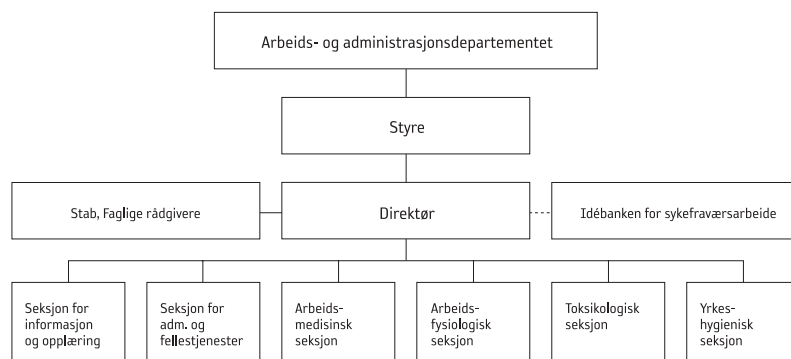 Arbeids- og administrasjonsdepartementet
Styre
Stab, Faglige rådgivere
Direktør
Idébanken for sykefraværsarbeide
Seksjon for
informasjon
og opplæring
Seksjon for
adm. og
fellestjenester
Arbeids-
medisinsk
seksjon
Arbeids-
fysiologisk
seksjon
Toksikologisk
seksjon
Yrkes-
hygienisk
seksjon